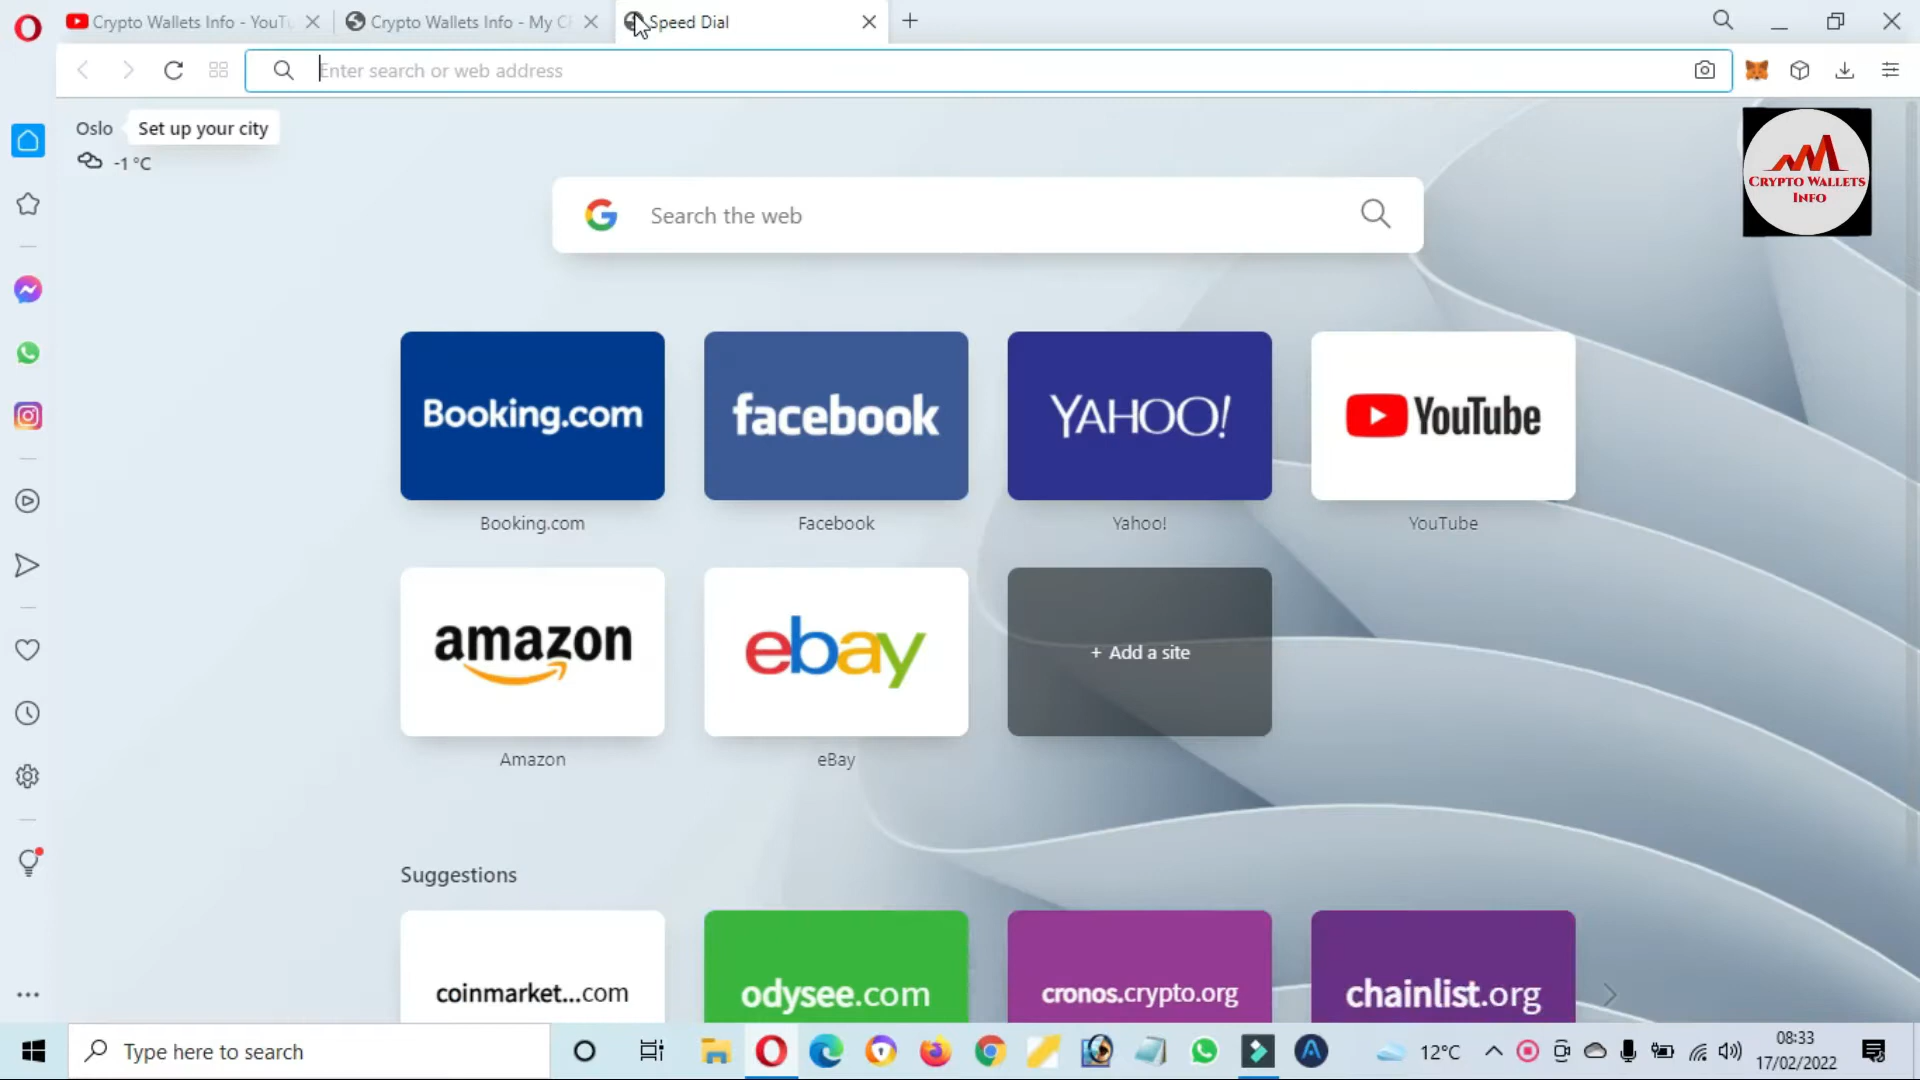 Crypto Wallets Info - YouTu
Crypto Wallets Info - My C
Speed Dial
Enter search or web address
Oslo
Set up your city
-1 °C
CRYPTO WALLETS
INFO
Search the web
Booking.com
facebook
YAHOO!
YouTube
Booking.com
Facebook
Yahoo!
YouTube
amazon
ebay
+ Add a site
Amazon
eBay
Suggestions
coinmarket...com
odysee.com
cronos.crypto.org
chainlist.org
Type here to search
12°C
08:33
17/02/2022